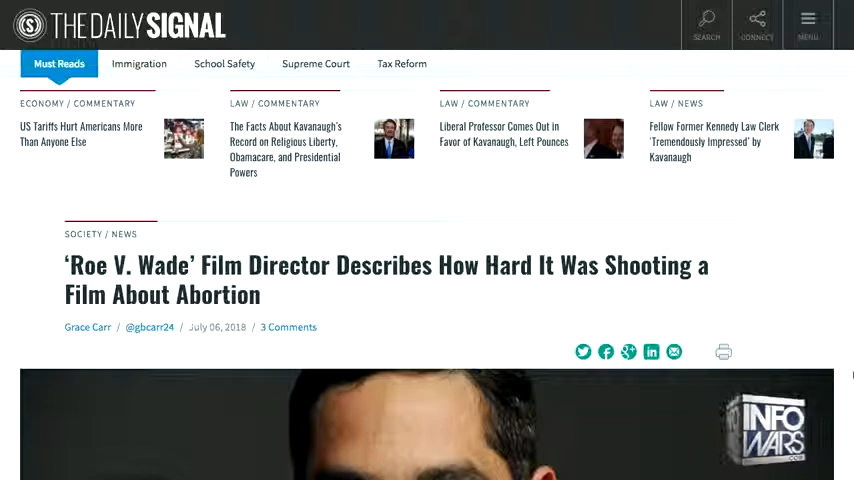 THE DAILY SIGNAL
SEARCH
CONNECT
MENU
Must Reads
Immigration
School Safety
Supreme Court
Tax Reform
ECONOMY / COMMENTARY
US Tariffs Hurt Americans More
Than Anyone Else
LAW / COMMENTARY
The Facts About Kavanaugh's
Record on Religious Liberty,
Obamacare, and Presidential
Powers
LAW / COMMENTARY
Liberal Professor Comes Out in
Favor of Kavanaugh, Left Pounces
LAW / NEWS
Fellow Former Kennedy Law Clerk
'Tremendously Impressed' by
Kavanaugh
SOCIETY / NEWS
'Roe V. Wade' Film Director Describes How Hard It Was Shooting a
Film About Abortion
Grace Carr / @gbcarr24 / July 06, 2018 / 3 Comments
INFO
WARS
.COM